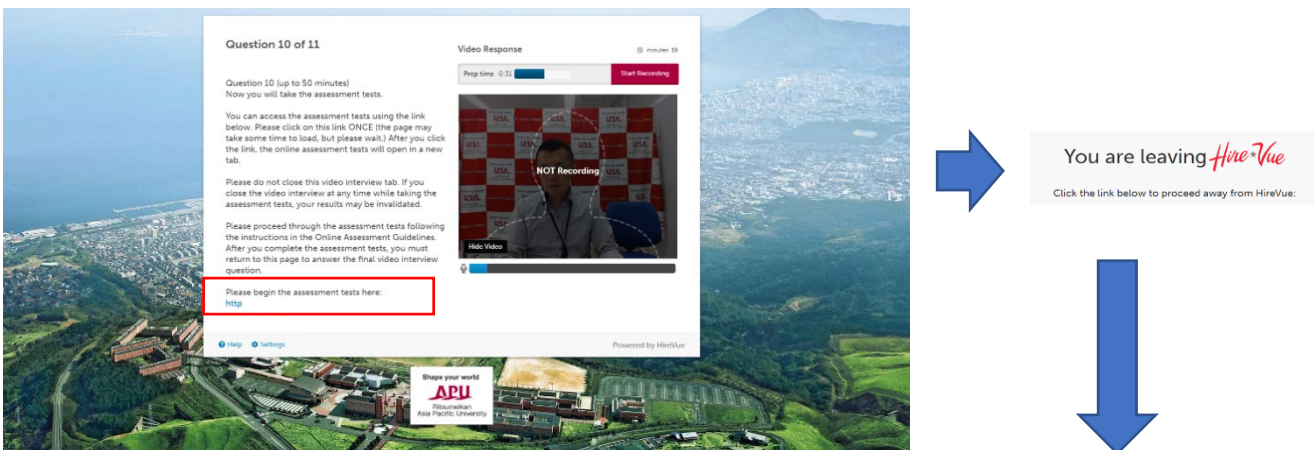 Question 10 of 11
Question 10 (up to 50 minutes)
Now you will take the assessment tests.
You can access the assessment tests using the link
below. Please click on this link ONCE (the page may
take some time to load, but please wait.) After you click
the link, the online assessment tests will open in a new
tab.
Please do not close this video interview tab. If you
close the video interview at any time while taking the
assessment tests, your results may be invalidated.
Please proceed through the assessment tests following
the instructions in the Online Assessment Guidelines.
After you complete the assessment tests, you must
return to this page to answer the final video interview
question.
Please begin the assessment tests here:
http
Help Settings
Video Response
minutes: 10
Prep time 0:31
Start Recording
NOT Recording
Hide Video
Powered by HireVue
Shape your world
APU
Ritsumeikan
Asia Pacific University
You are leaving Hire Vue
Click the link below to proceed away from HireVue: